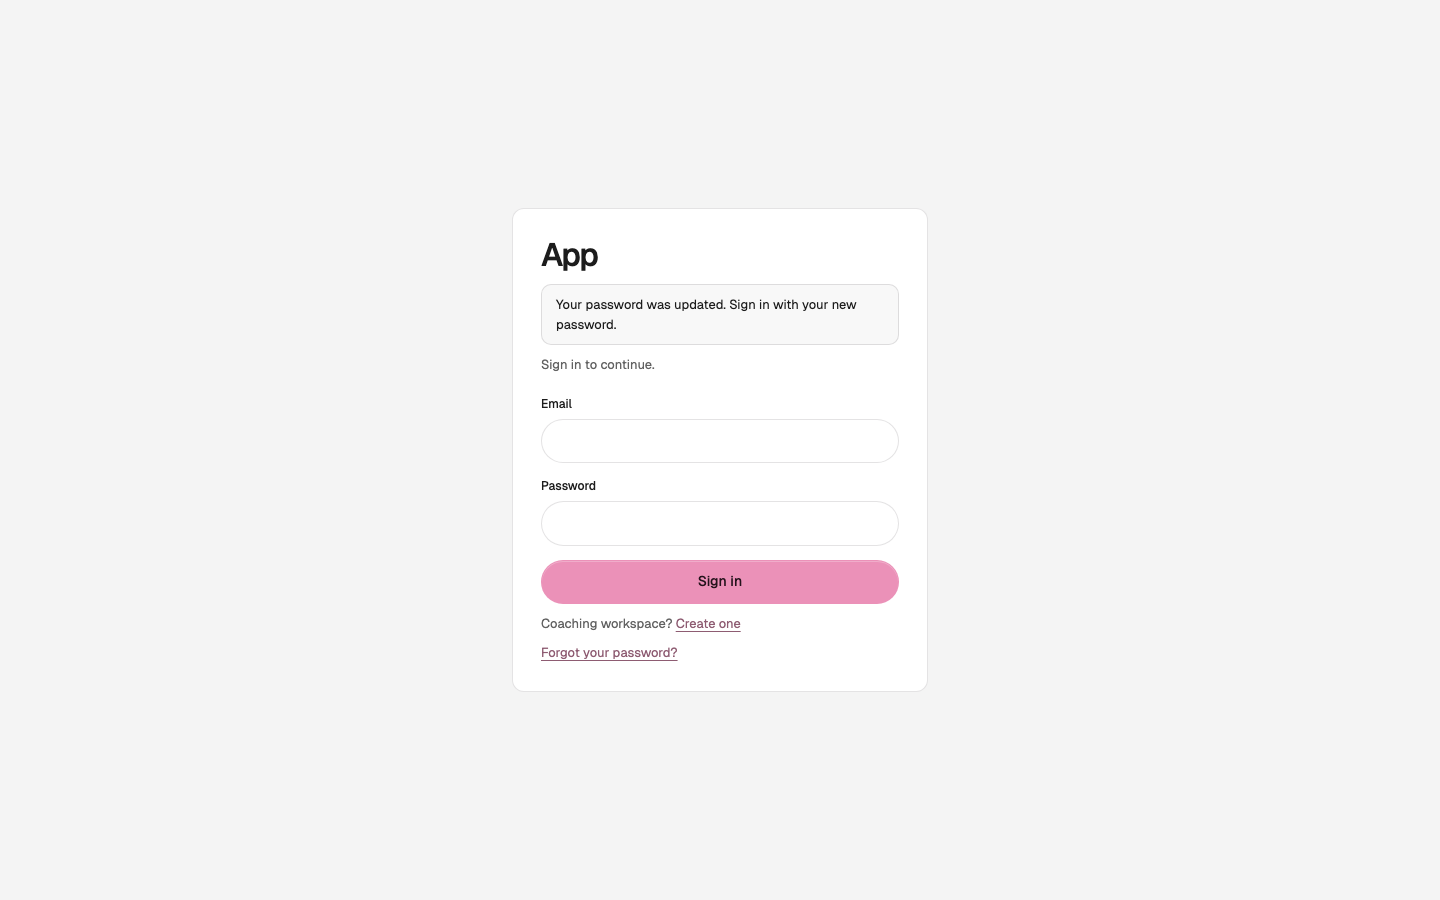 App
Your password was updated. Sign in with your new
password.
Sign in to continue.
Email
Password
Sign in
Coaching workspace? Create one
Forgot your password?